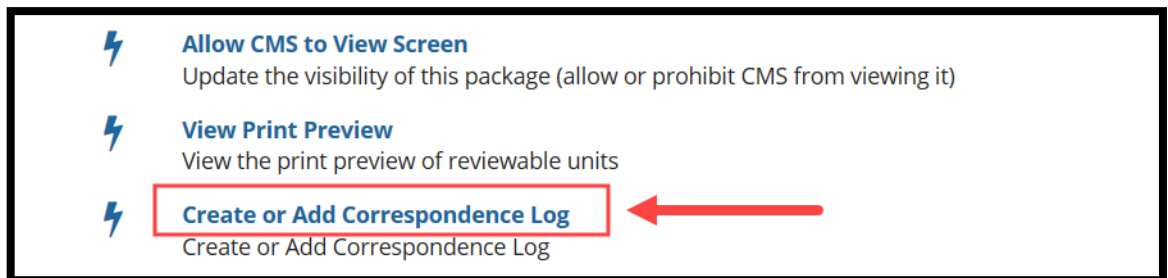 Allow CMS to View Screen
Update the visibility of this package (allow or prohibit CMS from viewing it)
View Print Preview
View the print preview of reviewable units
Create or Add Correspondence Log
Create or Add Correspondence Log